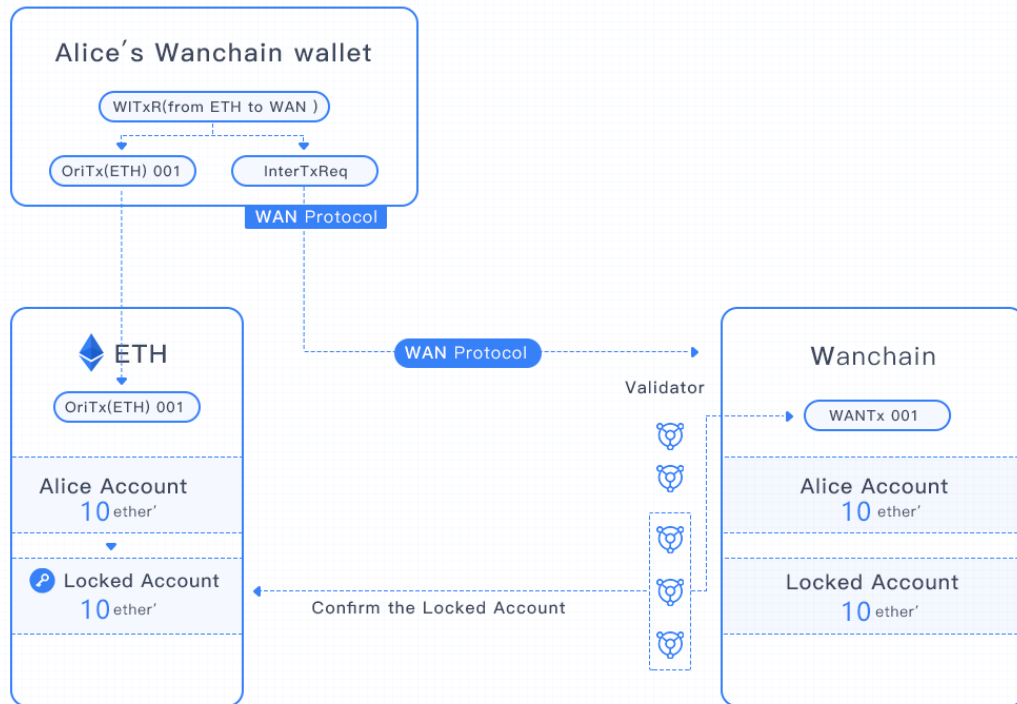 Alice's Wanchain wallet
WITxR(from ETH to WAN )
OriTx(ETH) 001
InterTxReq
WAN Protocol
ETH
OriTx(ETH) 001
Alice Account
10 ether'
Locked Account
10 ether'
WAN Protocol
Validator
Confirm the Locked Account
Wanchain
WANTx 001
Alice Account
10 ether'
Locked Account
10 ether'